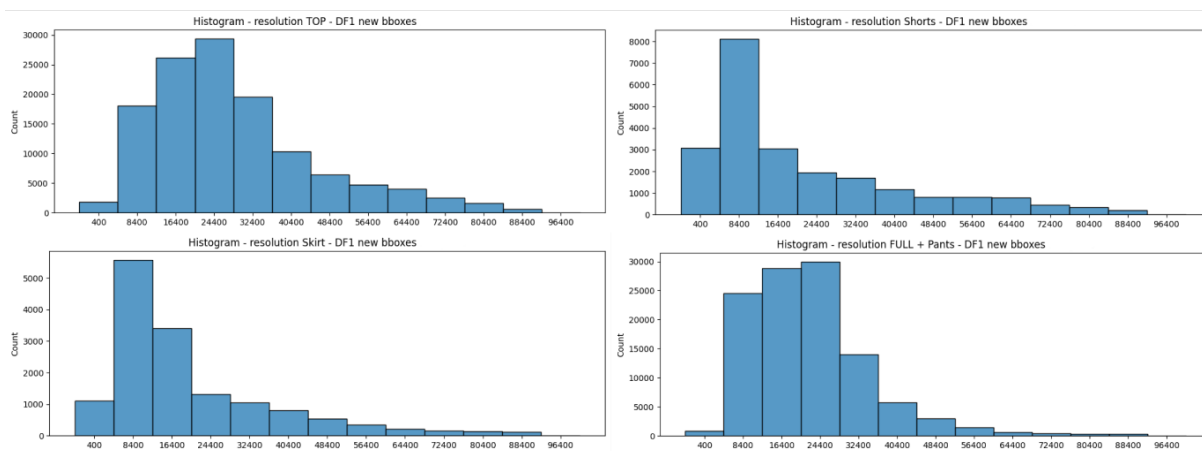 Histogram - resolution TOP - DF1 new bboxes
30000
25000
20000
15000
10000
5000
0
Count
400 8400 16400 24400 32400 40400 48400 56400 64400 72400 80400 88400 96400
Histogram - resolution Shorts - DF1 new bboxes
8000
7000
6000
5000
4000
3000
2000
1000
0
Count
400 8400 16400 24400 32400 40400 48400 56400 64400 72400 80400 88400 96400
Histogram - resolution Skirt - DF1 new bboxes
5000
4000
3000
2000
1000
0
Count
400 8400 16400 24400 32400 40400 48400 56400 64400 72400 80400 88400 96400
Histogram - resolution FULL + Pants - DF1 new bboxes
30000
25000
20000
15000
10000
5000
0
Count
400 8400 16400 24400 32400 40400 48400 56400 64400 72400 80400 88400 96400